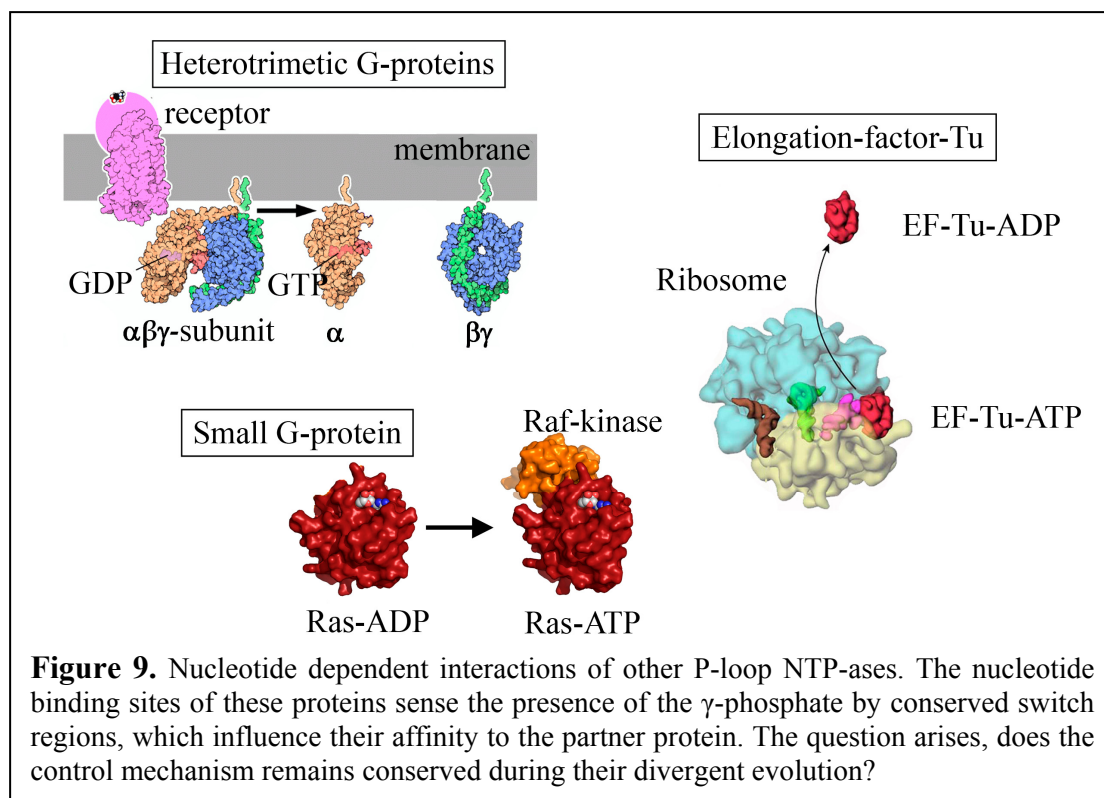 Heterotrimetic G-proteins
receptor
membrane
GDP
GTP
αβγ-subunit
α
βγ
Elongation-factor-Tu
EF-Tu-ADP
Ribosome
EF-Tu-ATP
Small G-protein
Raf-kinase
Ras-ADP
Ras-ATP
Figure 9. Nucleotide dependent interactions of other P-loop NTP-ases. The nucleotide
binding sites of these proteins sense the presence of the γ-phosphate by conserved switch
regions, which influence their affinity to the partner protein. The question arises, does the
control mechanism remains conserved during their divergent evolution?